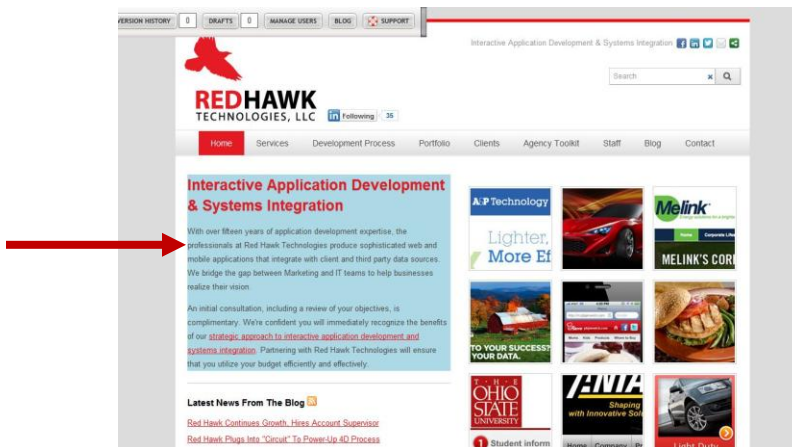 VERSION HISTORY 0 DRAFTS 0 MANAGE USERS BLOG SUPPORT
Interactive Application Development & Systems Integration
Search
REDHAWK
TECHNOLOGIES, LLC
in Following 35
Home Services Development Process Portfolio Clients Agency Toolkit Staff Blog Contact
Interactive Application Development
& Systems Integration
With over fifteen years of application development expertise, the
professionals at Red Hawk Technologies produce sophisticated web and
mobile applications that integrate with client and third party data sources.
We bridge the gap between Marketing and IT teams to help businesses
realize their vision
An initial consultation, including a review of your objectives, is
complimentary. We're confident you will immediately recognize the benefits
of our strategic approach to interactive application development and
systems integration. Partnering with Red Hawk Technologies will ensure
that you utilize your budget efficiently and effectively.
Latest News From The Blog
Red Hawk Continues Growth, Hires Account Supervisor
Red Hawk Plugs Into "Circuit" To Power-Up 4D Process
A&P Technology
Lighter,
More Ef
Melink
Home Corporate Life
MELINK'S CORI
TO YOUR SUCCESS?
YOUR DATA.
THE
OHIO
STATE
UNIVERSITY
1 Student inform
Shaping
with Innovative Sol
Home Company Pr
Light Duty